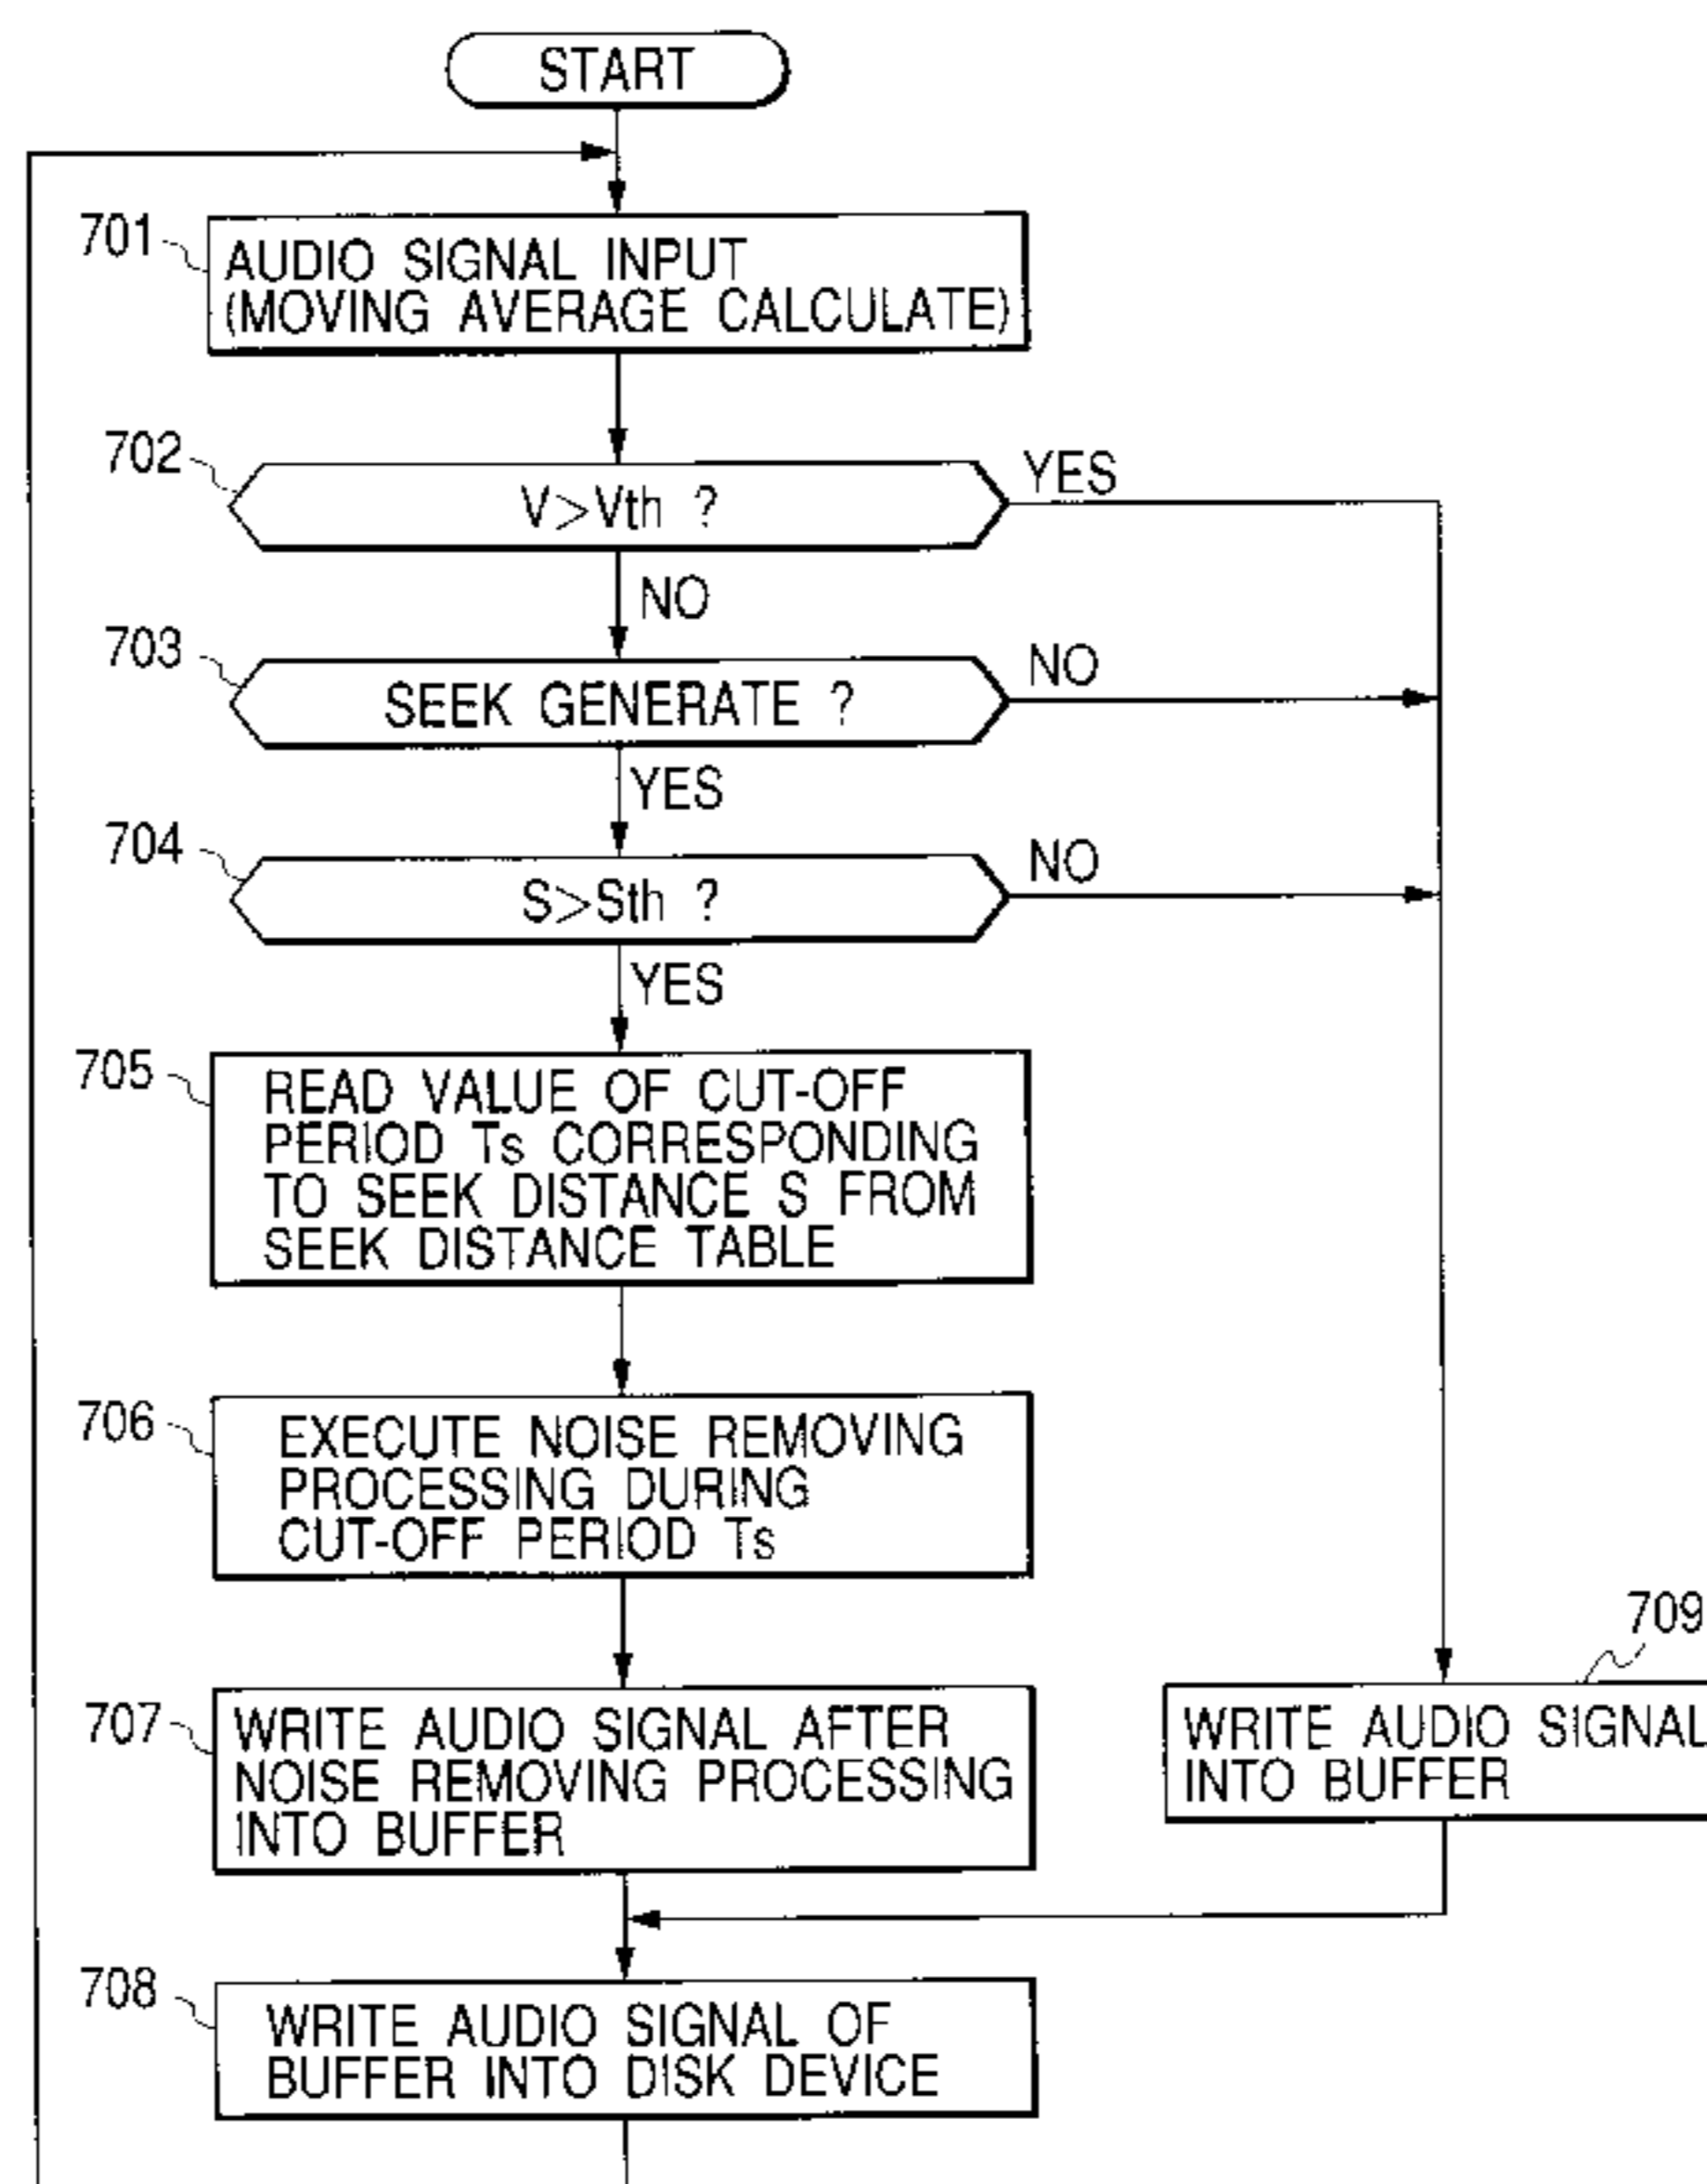 START
701
AUDIO SIGNAL INPUT
(MOVING AVERAGE CALCULATE)
702
V>Vth ?
YES
NO
703
SEEK GENERATE ?
NO
YES
704
S>Sth ?
NO
YES
705
READ VALUE OF CUT-OFF
PERIOD Ts CORRESPONDING
TO SEEK DISTANCE S FROM
SEEK DISTANCE TABLE
706
EXECUTE NOISE REMOVING
PROCESSING DURING
CUT-OFF PERIOD Ts
707
WRITE AUDIO SIGNAL AFTER
NOISE REMOVING PROCESSING
INTO BUFFER
709
WRITE AUDIO SIGNAL
INTO BUFFER
708
WRITE AUDIO SIGNAL OF
BUFFER INTO DISK DEVICE